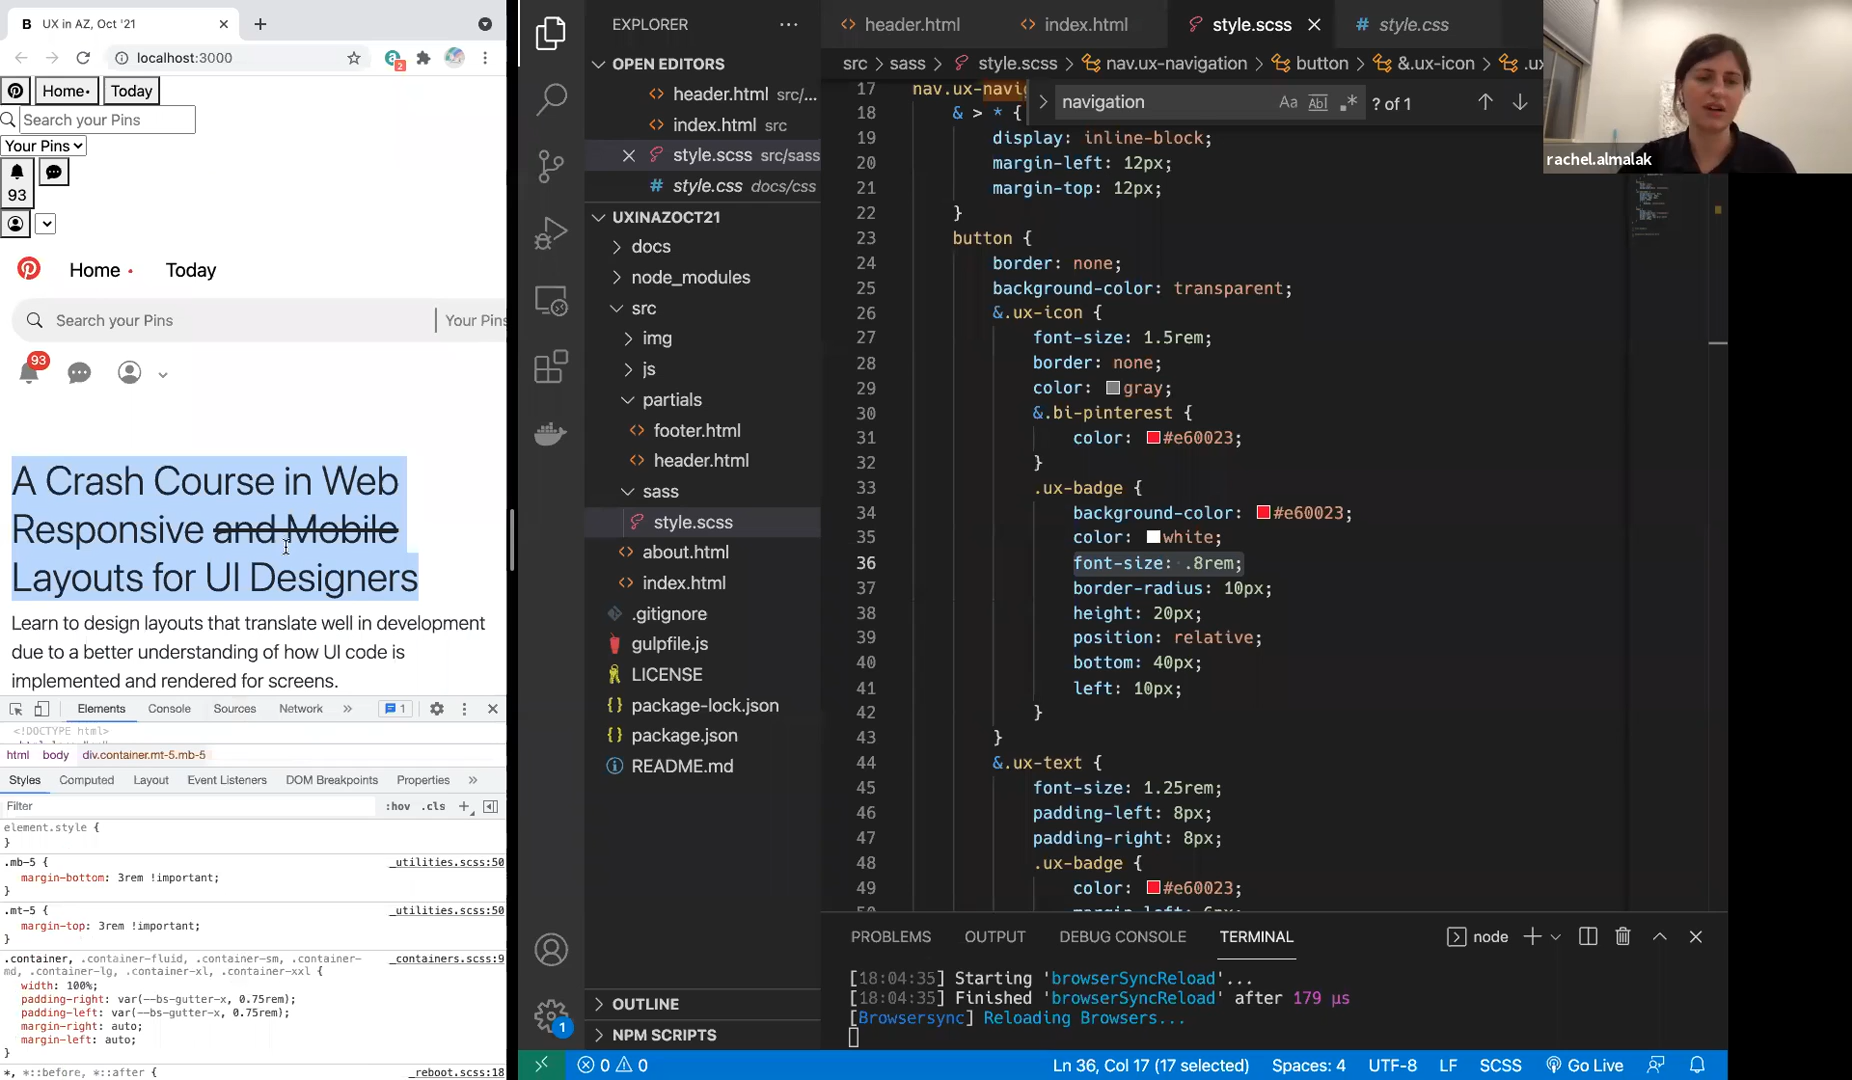 B UX in AZ, Oct '21
localhost:3000
2
Home•
Today
Search your Pins
Your Pins
93
Home •
Today
Search your Pins
Your Pins
93
A Crash Course in Web
Responsive and Mobile
Layouts for UI Designers
Learn to design layouts that translate well in development
due to a better understanding of how UI code is
implemented and rendered for screens.
Elements
Console
Sources
Network
»
1
<!DOCTYPE html>
html
body
div.container.mt-5.mb-5
Styles
Computed
Layout
Event Listeners
DOM Breakpoints
Properties
»
Filter
:hov
.cls
element.style {
}
.mb-5 {
_utilities.scss:50
margin-bottom: 3rem !important;
}
.mt-5 {
_utilities.scss:50
margin-top: 3rem !important;
}
.container, .container-fluid, .container-sm, .container-
_containers.scss:9
md, .container-lg, .container-xl, .container-xxl {
width: 100%;
padding-right: var(--bs-gutter-x, 0.75rem);
padding-left: var(--bs-gutter-x, 0.75rem);
margin-right: auto;
margin-left: auto;
}
*, *::before, *::after {
_reboot.scss:18
EXPLORER
OPEN EDITORS
header.html src/...
index.html src
style.scss src/sass
# style.css docs/css
UXINAZOCT21
docs
node_modules
src
img
js
partials
footer.html
header.html
sass
style.scss
about.html
index.html
.gitignore
gulpfile.js
LICENSE
package-lock.json
package.json
README.md
OUTLINE
NPM SCRIPTS
1
header.html
index.html
style.scss
# style.css
src > sass > style.scss > nav.ux-navigation > button > &.ux-icon > .ux
navigation
Aa
Abl
.*
? of 1
17 nav.ux-navig
18 & > * {
19 display: inline-block;
20 margin-left: 12px;
21 margin-top: 12px;
22 }
23 button {
24 border: none;
25 background-color: transparent;
26 &.ux-icon {
27 font-size: 1.5rem;
28 border: none;
29 color: gray;
30 &.bi-pinterest {
31 color: #e60023;
32 }
33 .ux-badge {
34 background-color: #e60023;
35 color: white;
36 font-size: .8rem;
37 border-radius: 10px;
38 height: 20px;
39 position: relative;
40 bottom: 40px;
41 left: 10px;
42 }
43 }
44 &.ux-text {
45 font-size: 1.25rem;
46 padding-left: 8px;
47 padding-right: 8px;
48 .ux-badge {
49 color: #e60023;
rachel.almalak
PROBLEMS
OUTPUT
DEBUG CONSOLE
TERMINAL
node
[18:04:35] Starting 'browserSyncReload'...
[18:04:35] Finished 'browserSyncReload' after 179 μs
[Browsersync] Reloading Browsers...
0
0
Ln 36, Col 17 (17 selected)
Spaces: 4
UTF-8
LF
SCSS
Go Live